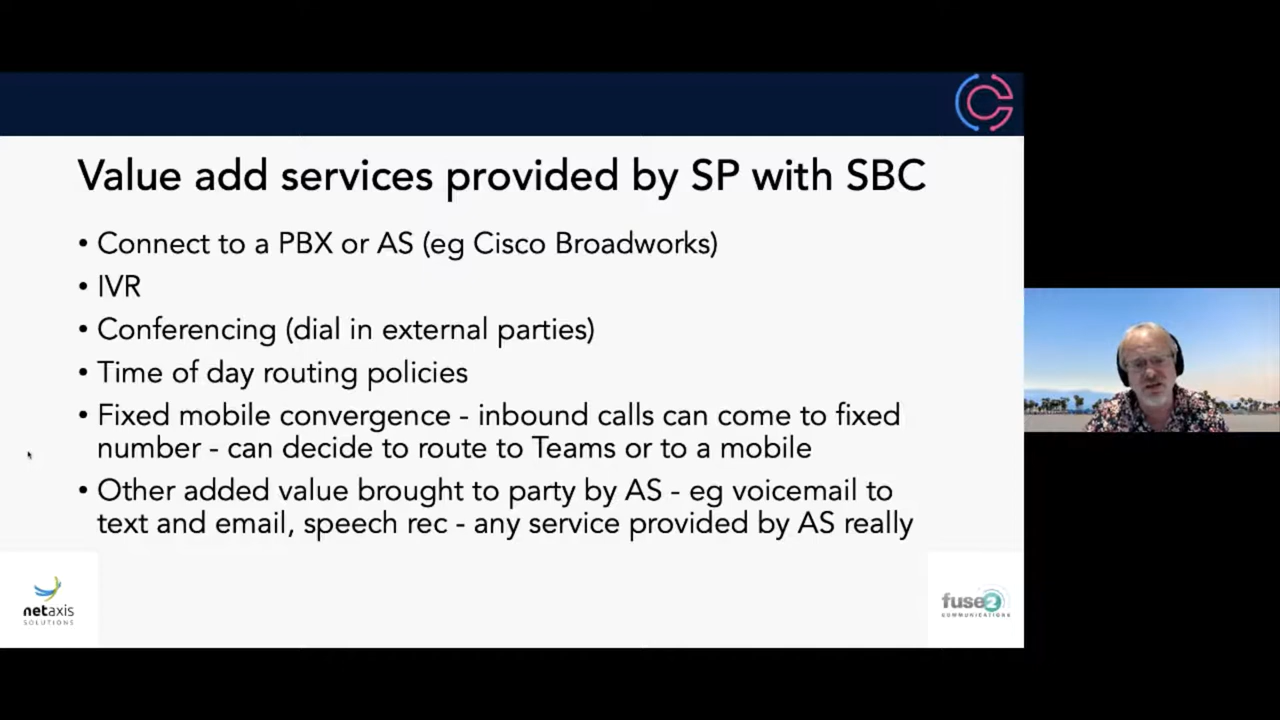 Value add services provided by SP with SBC
• Connect to a PBX or AS (eg Cisco Broadworks)
• IVR
• Conferencing (dial in external parties)
• Time of day routing policies
• Fixed mobile convergence - inbound calls can come to fixed
number - can decide to route to Teams or to a mobile
• Other added value brought to party by AS - eg voicemail to
text and email, speech rec - any service provided by AS really
netaxis
SOLUTIONS
fuse2
COMMUNICATIONS